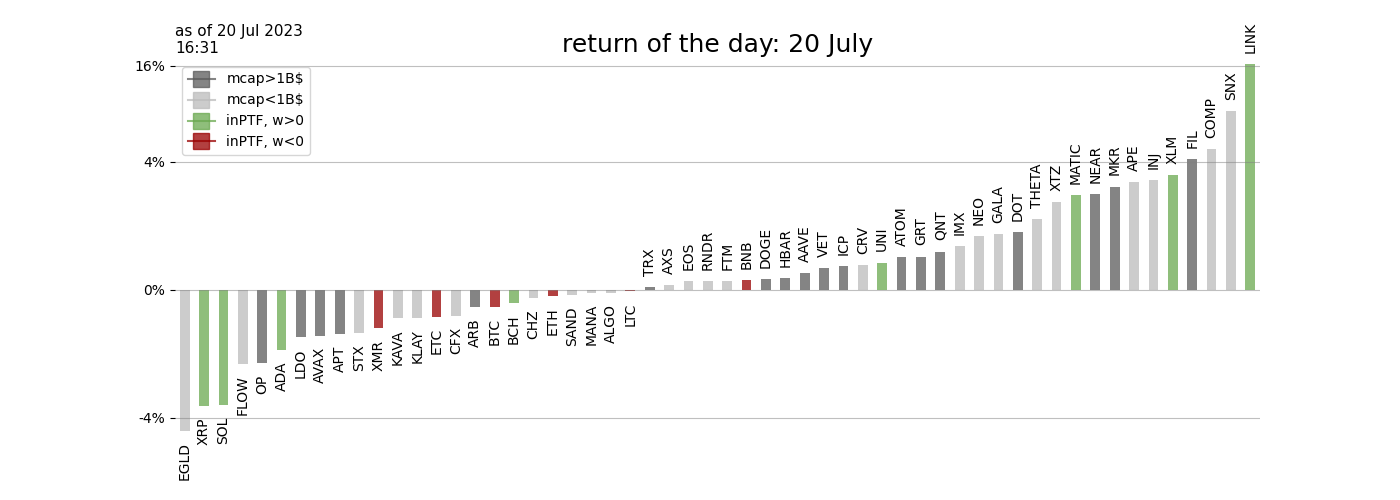 as of 20 Jul 2023
16:31
return of the day: 20 July
16%
4%
0%
-4%
mcap>1B$
mcap<1B$
inPTF, w>0
inPTF, w<0
EGLD
XRP
SOL
FLOW
OP
ADA
LDO
AVAX
APT
STX
XMR
KAVA
KLAY
ETC
CFX
ARB
BTC
BCH
CHZ
ETH
SAND
MANA
ALGO
LTC
TRX
AXS
EOS
RNDR
FTM
BNB
DOGE
HBAR
AAVE
VET
ICP
CRV
UNI
ATOM
GRT
QNT
IMX
NEO
GALA
DOT
THETA
XTZ
MATIC
NEAR
MKR
APE
INJ
XLM
FIL
COMP
SNX
LINK